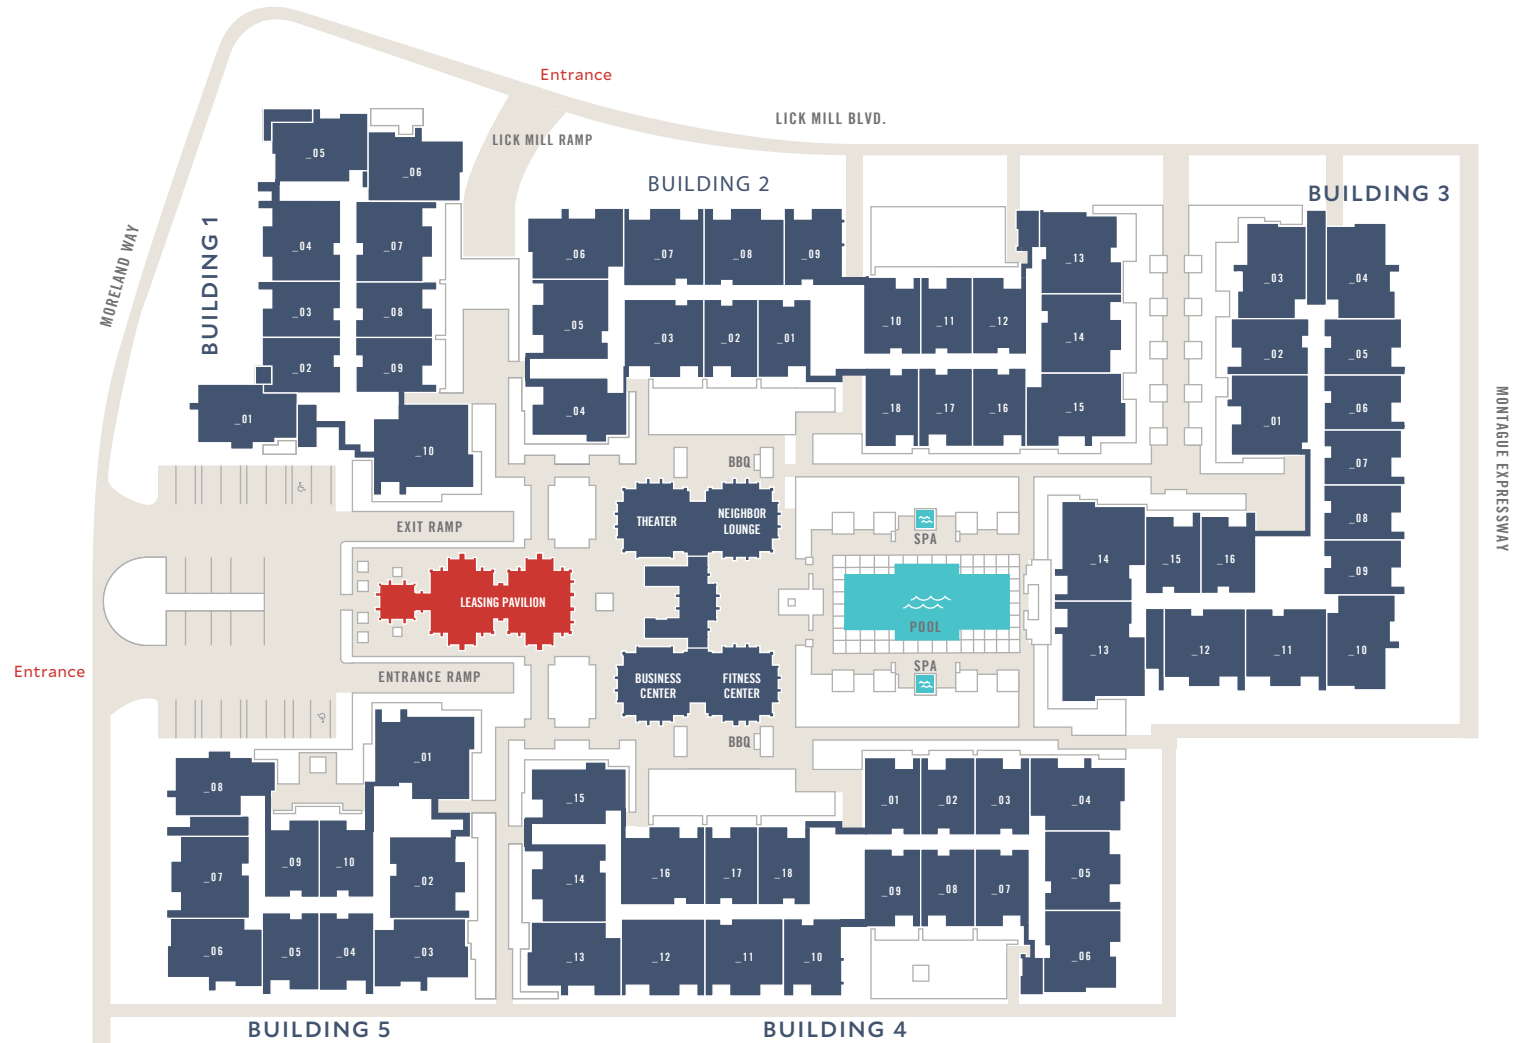 Entrance
LICK MILL BLVD.
LICK MILL RAMP
MORELAND WAY
MONTAGUE EXPRESSWAY
BUILDING 1
_05
_06
_04
_07
_03
_08
_02
_09
_01
_10
BUILDING 2
_06
_07
_08
_09
_05
_03
_02
_01
_04
_10
_11
_12
_13
_14
_18
_17
_16
_15
BUILDING 3
_03
_04
_02
_05
_01
_06
_07
_08
_09
_14
_15
_16
_13
_12
_11
_10
BBQ
EXIT RAMP
THEATER
NEIGHBOR
LOUNGE
SPA
LEASING PAVILION
POOL
Entrance
ENTRANCE RAMP
BUSINESS
CENTER
FITNESS
CENTER
SPA
BBQ
_01
_08
_09
_10
_07
_02
_06
_05
_04
_03
BUILDING 5
_15
_01
_02
_03
_04
_14
_16
_17
_18
_09
_08
_07
_05
_13
_12
_11
_10
_06
BUILDING 4